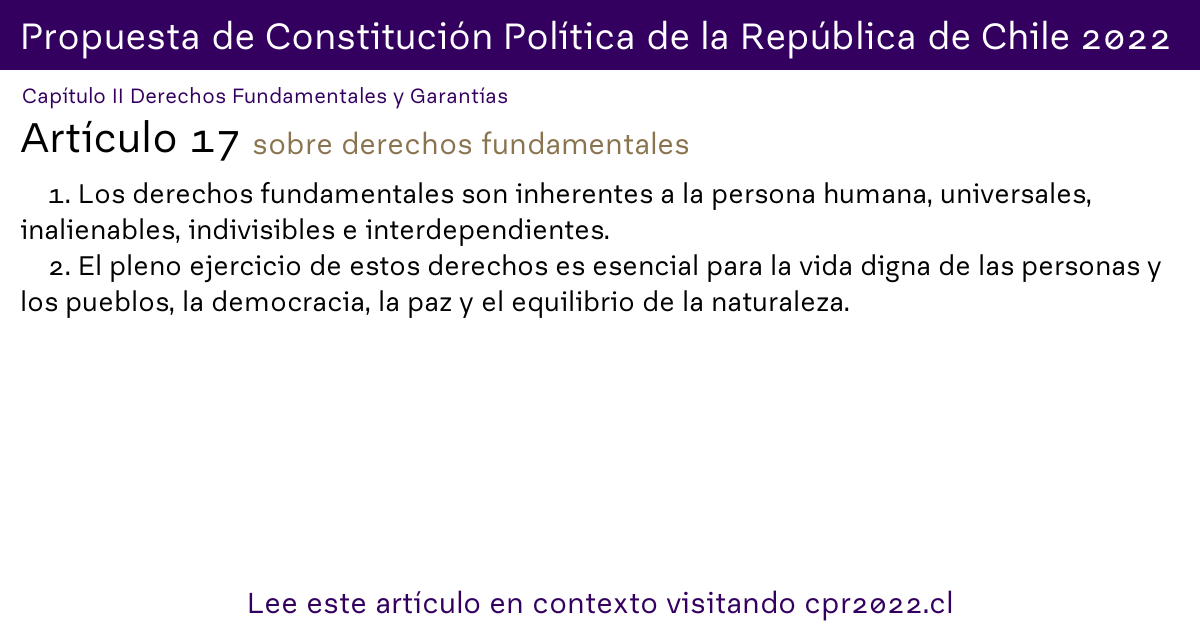 Propuesta de Constitución Política de la República de Chile 2022
Capítulo II Derechos Fundamentales y Garantías
Artículo 17 sobre derechos fundamentales
1. Los derechos fundamentales son inherentes a la persona humana, universales,
inalienables, indivisibles e interdependientes.
2. El pleno ejercicio de estos derechos es esencial para la vida digna de las personas y
los pueblos, la democracia, la paz y el equilibrio de la naturaleza.
Lee este artículo en contexto visitando cpr2022.cl